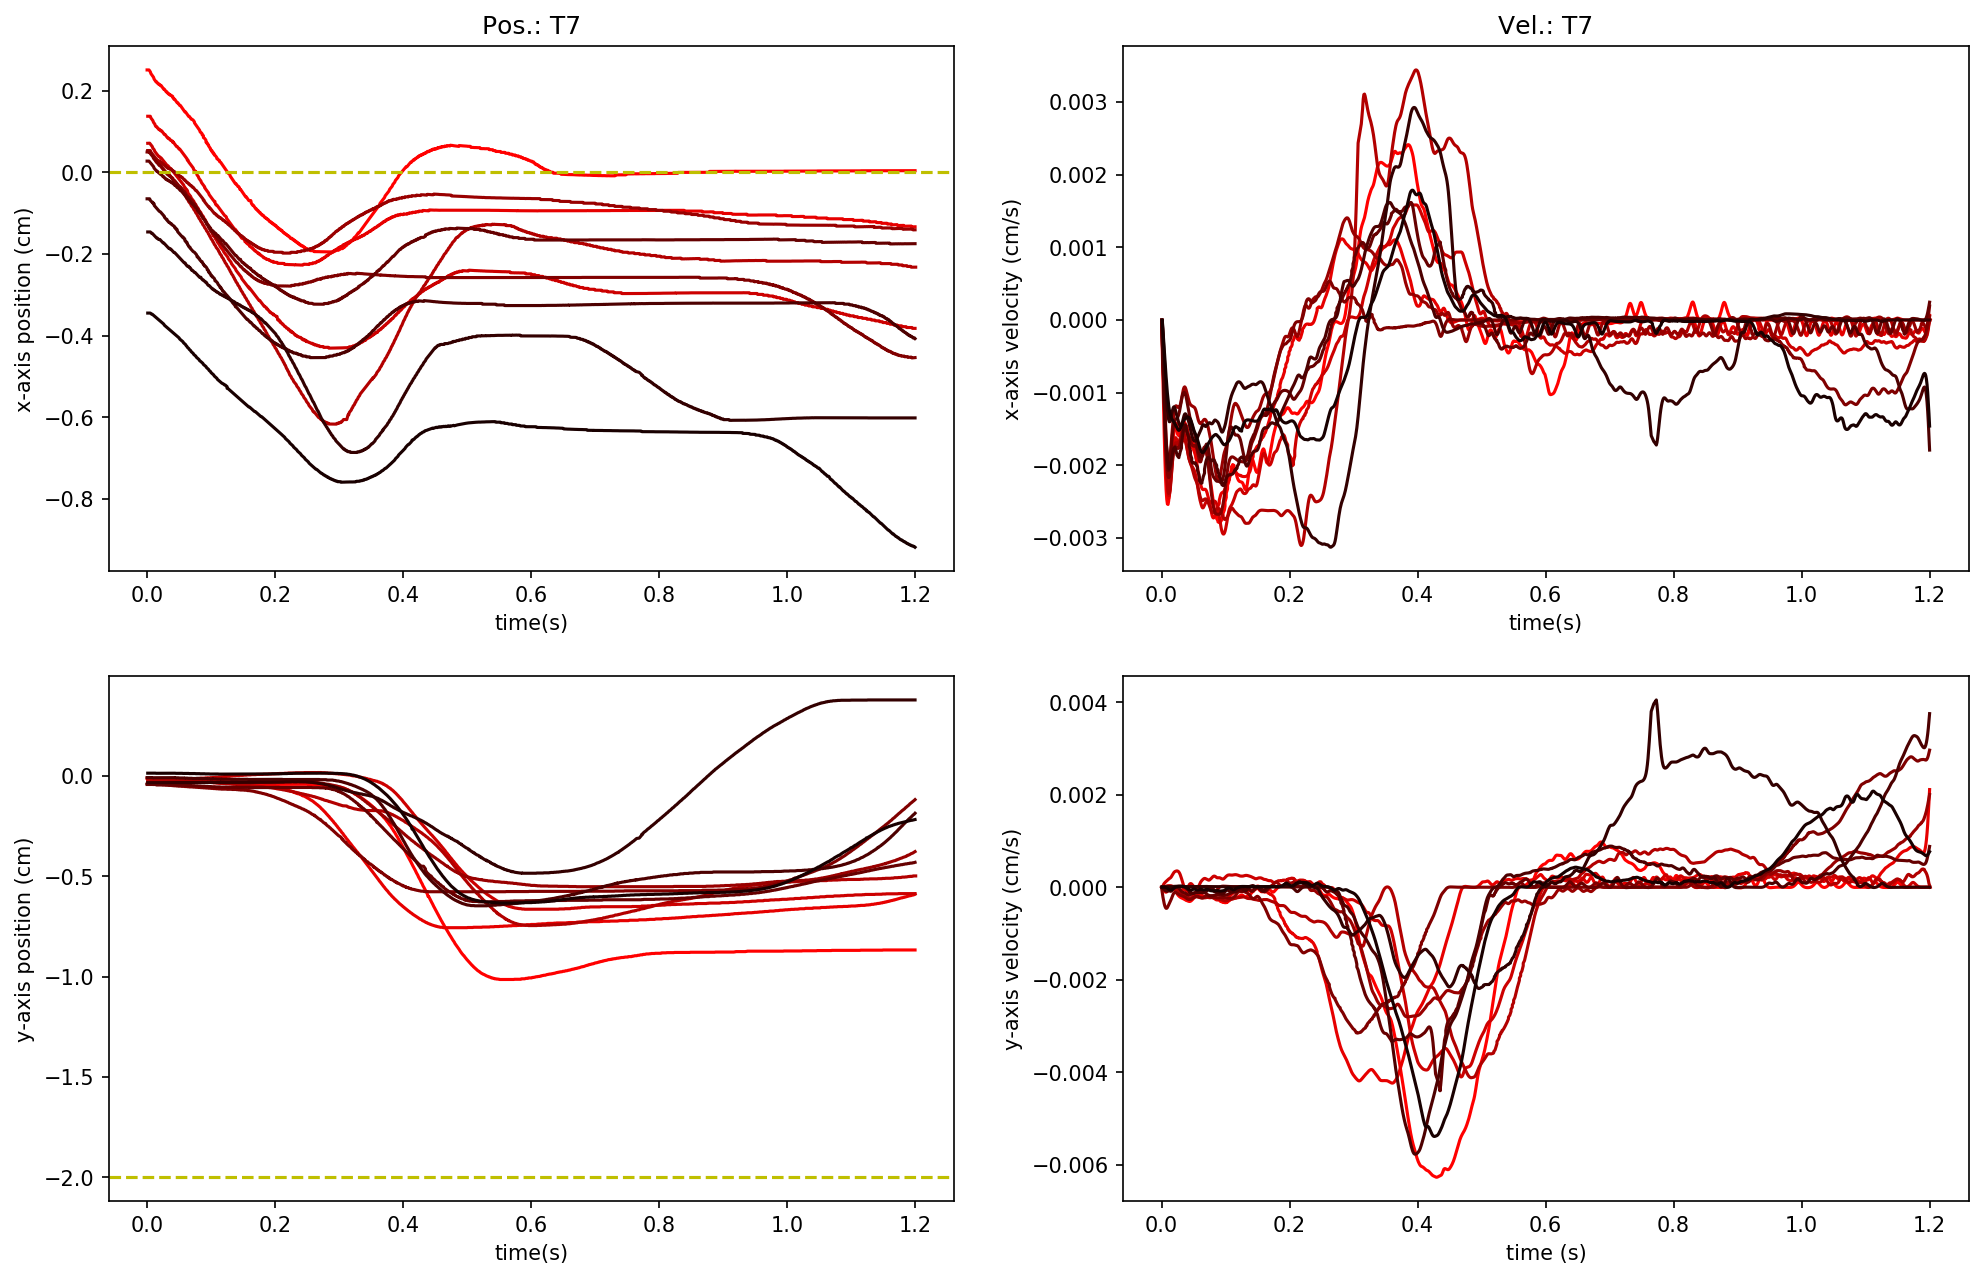 Pos.: T7
Vel.: T7
x-axis position (cm)
0.2
0.0
−0.2
−0.4
−0.6
−0.8
0.0 0.2 0.4 0.6 0.8 1.0 1.2
time(s)
x-axis velocity (cm/s)
0.003
0.002
0.001
0.000
−0.001
−0.002
−0.003
0.0 0.2 0.4 0.6 0.8 1.0 1.2
time(s)
y-axis position (cm)
0.0
−0.5
−1.0
−1.5
−2.0
0.0 0.2 0.4 0.6 0.8 1.0 1.2
time(s)
y-axis velocity (cm/s)
0.004
0.002
0.000
−0.002
−0.004
−0.006
0.0 0.2 0.4 0.6 0.8 1.0 1.2
time (s)